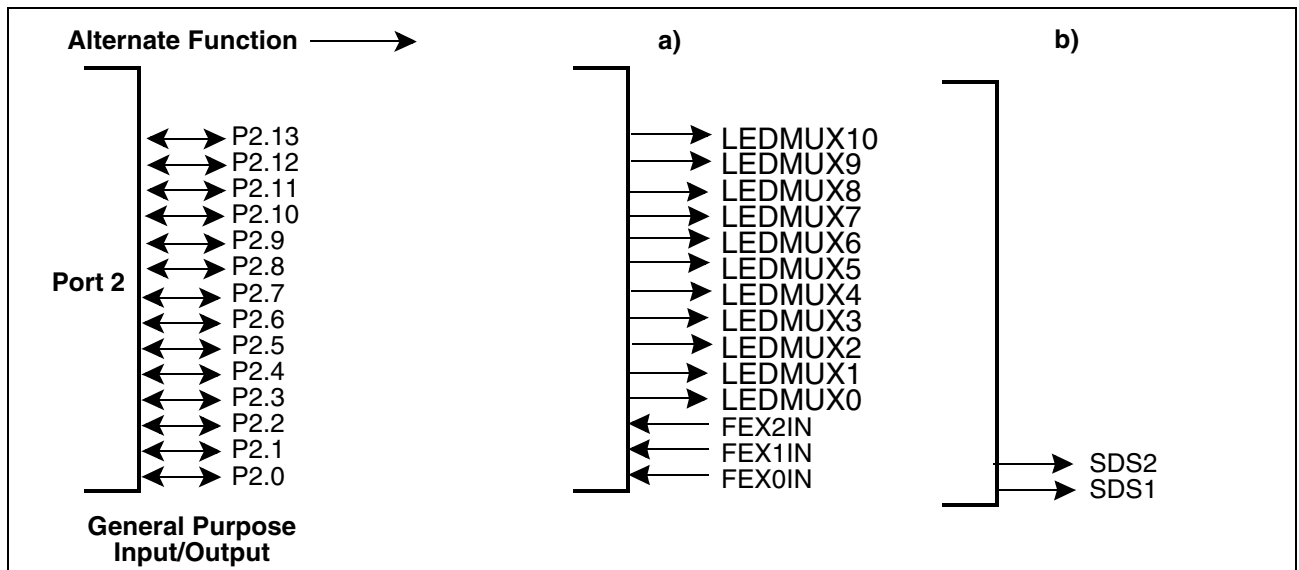 Alternate Function
a)
b)
Port 2
P2.13
P2.12
P2.11
P2.10
P2.9
P2.8
P2.7
P2.6
P2.5
P2.4
P2.3
P2.2
P2.1
P2.0
General Purpose
Input/Output
LEDMUX10
LEDMUX9
LEDMUX8
LEDMUX7
LEDMUX6
LEDMUX5
LEDMUX4
LEDMUX3
LEDMUX2
LEDMUX1
LEDMUX0
FEX2IN
FEX1IN
FEX0IN
SDS2
SDS1